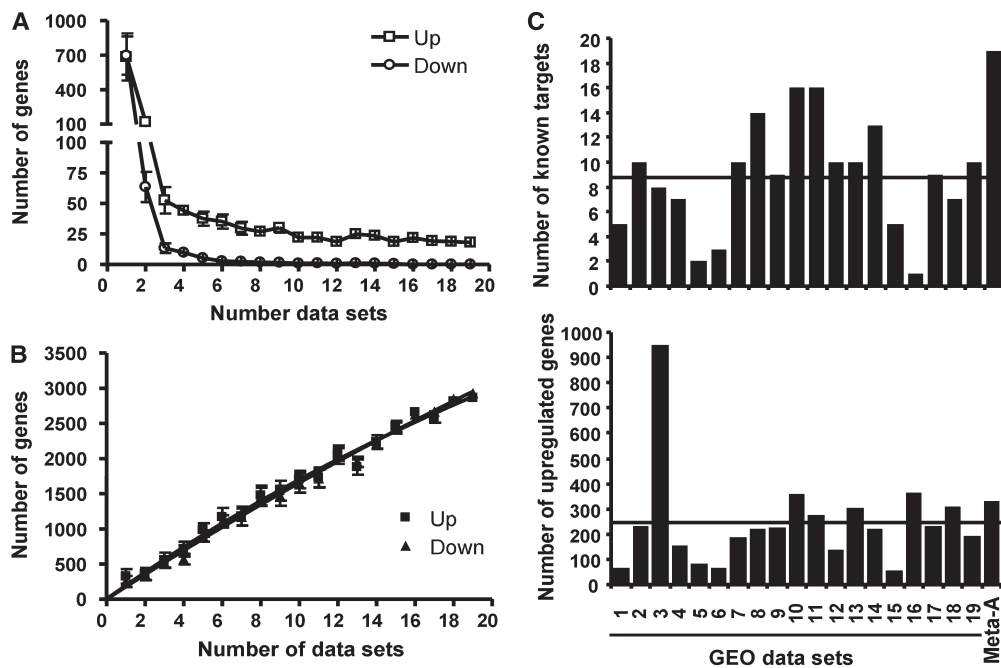 A
Number of genes
1000
700
400
100
100
75
50
25
0
Up
Down
0 2 4 6 8 10 12 14 16 18 20
Number data sets
B
Number of genes
3500
3000
2500
2000
1500
1000
500
0
Up
Down
0 2 4 6 8 10 12 14 16 18 20
Number of data sets
C
Number of known targets
20
18
16
14
12
10
8
6
4
2
0
Number of upregulated genes
1000
900
800
700
600
500
400
300
200
100
0
1 2 3 4 5 6 7 8 9 10 11 12 13 14 15 16 17 18 19 Meta-A
GEO data sets